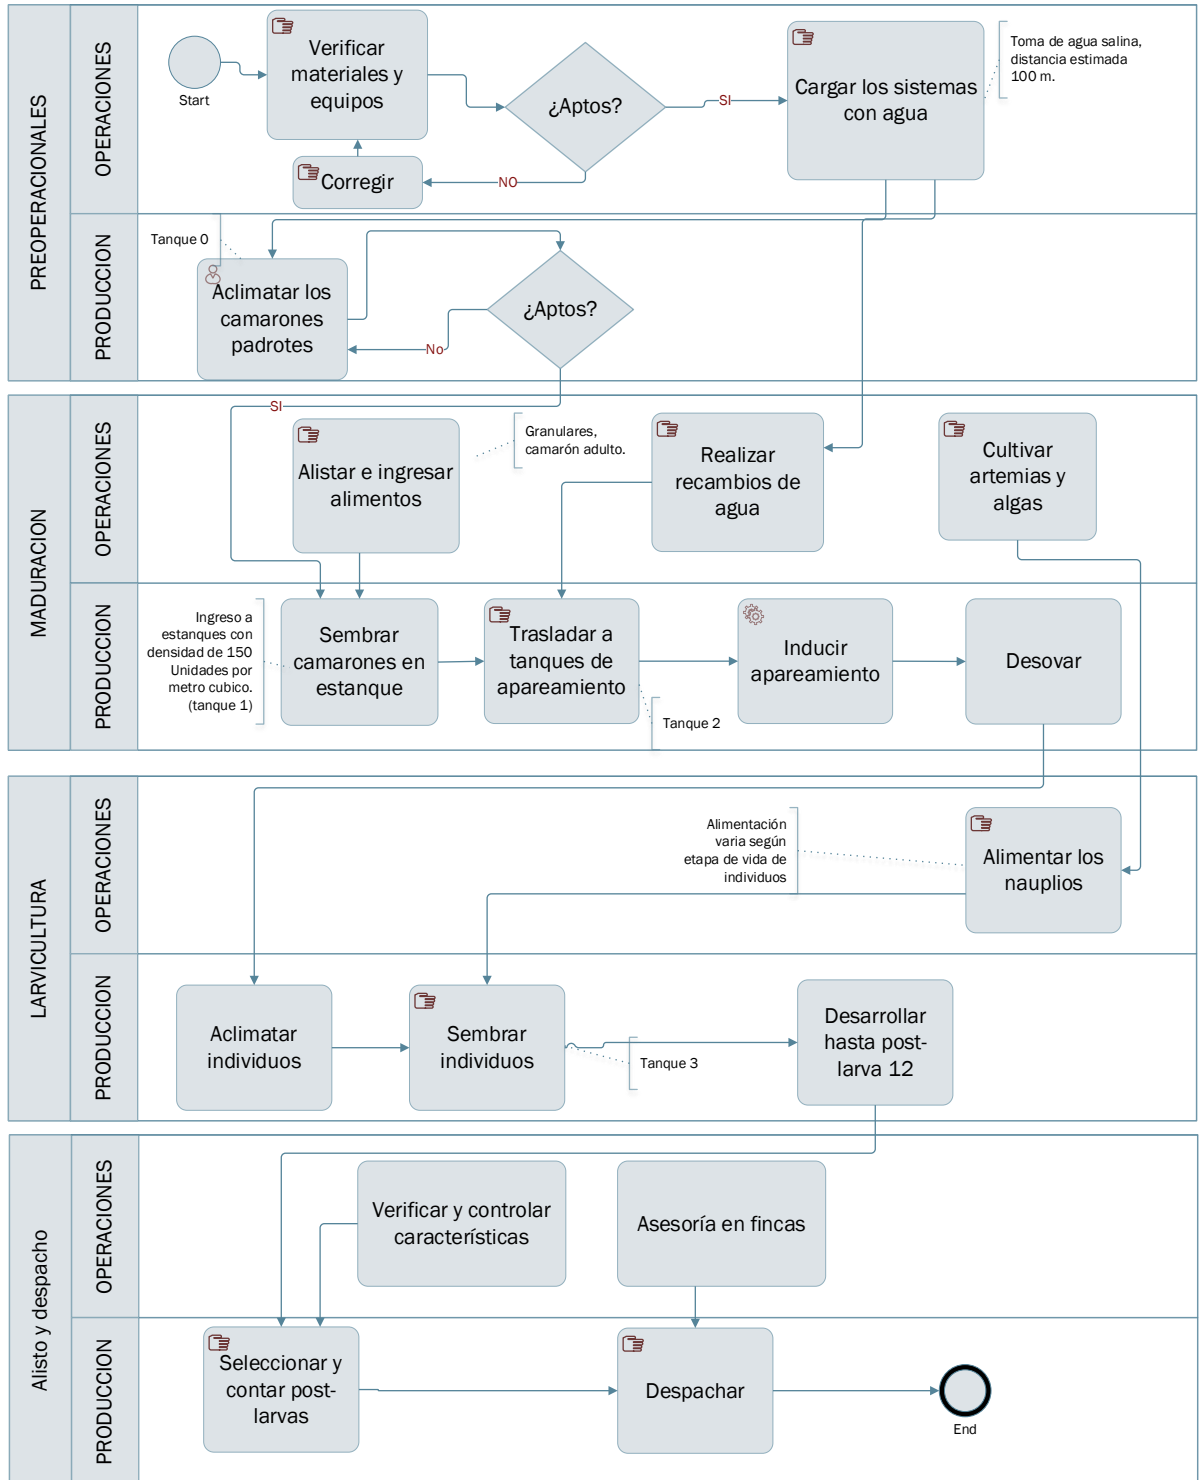 PREOPERACIONALES
OPERACIONES
Start
Verificar
materiales y
equipos
¿Aptos?
SI
Cargar los sistemas
con agua
Toma de agua salina,
distancia estimada
100 m.
Corregir
NO
PRODUCCION
Tanque 0
Aclimatar los
camarones
padrotes
¿Aptos?
No
MADURACION
OPERACIONES
SI
Alistar e ingresar
alimentos
Granulares,
camarón adulto.
Realizar
recambios de
agua
Cultivar
artemias y
algas
PRODUCCION
Ingreso a
estanques con
densidad de 150
Unidades por
metro cubico.
(tanque 1)
Sembrar
camarones en
estanque
Trasladar a
tanques de
apareamiento
Tanque 2
Inducir
apareamiento
Desovar
LARVICULTURA
OPERACIONES
Alimentación
varia según
etapa de vida de
individuos
Alimentar los
nauplios
PRODUCCION
Aclimatar
individuos
Sembrar
individuos
Tanque 3
Desarrollar
hasta post-
larva 12
Alisto y despacho
OPERACIONES
Verificar y controlar
características
Asesoría en fincas
PRODUCCION
Seleccionar y
contar post-
larvas
Despachar
End